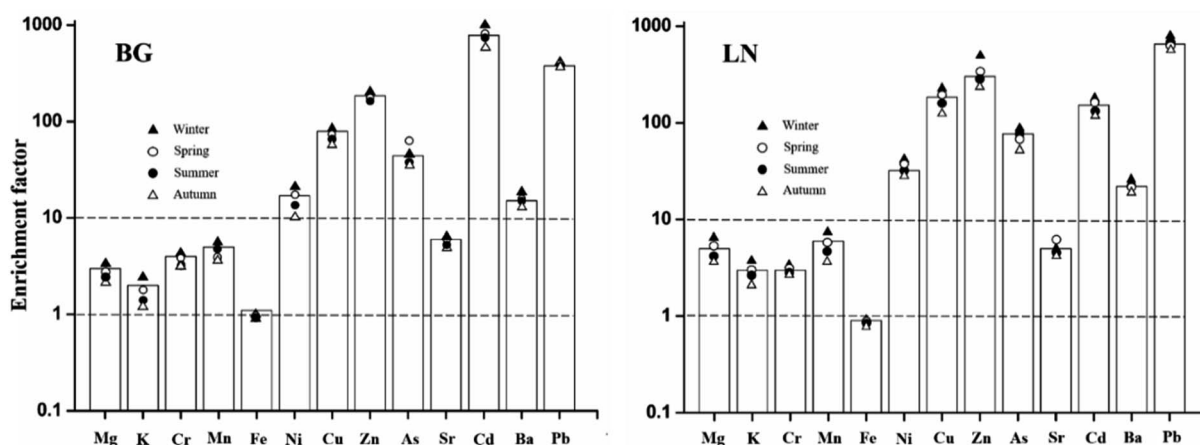 Enrichment factor
1000
100
10
1
0.1
BG
Winter
Spring
Summer
Autumn
Mg K Cr Mn Fe Ni Cu Zn As Sr Cd Ba Pb
1000
100
10
1
0.1
LN
Winter
Spring
Summer
Autumn
Mg K Cr Mn Fe Ni Cu Zn As Sr Cd Ba Pb